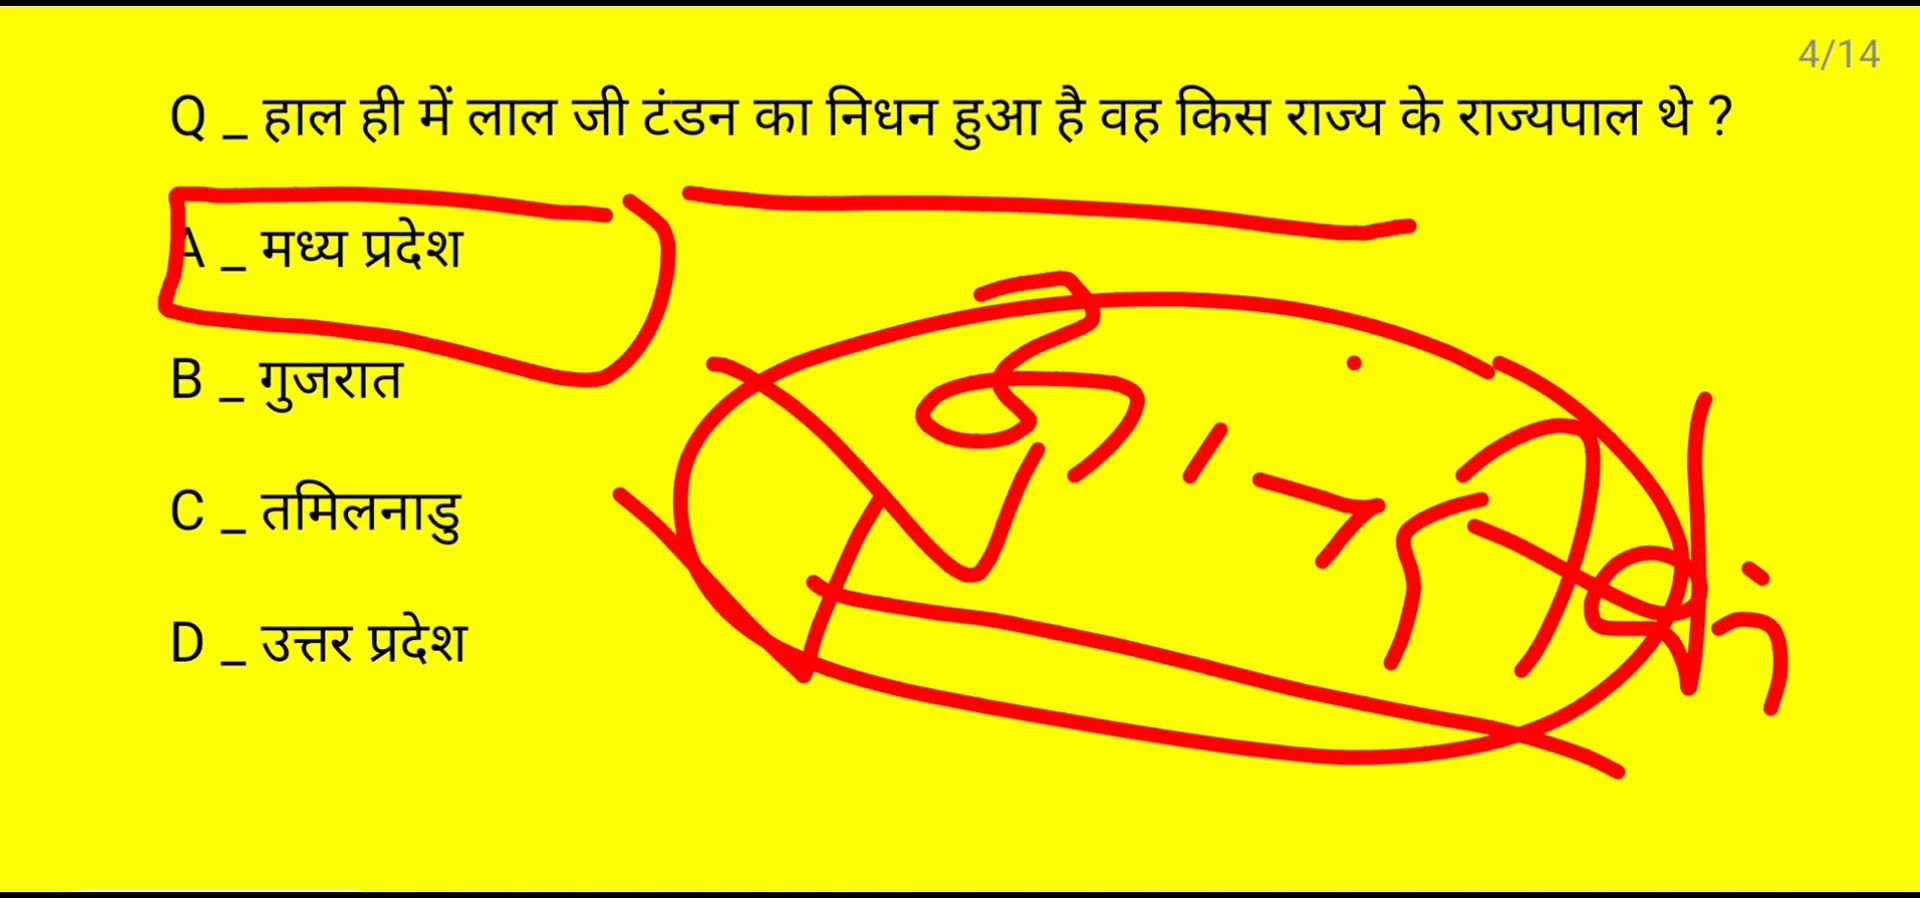 4/14
Q _ हाल ही में लाल जी टंडन का निधन हुआ है वह किस राज्य के राज्यपाल थे ?
A _ मध्य प्रदेश
B _ गुजरात
C _ तमिलनाडु
D _ उत्तर प्रदेश